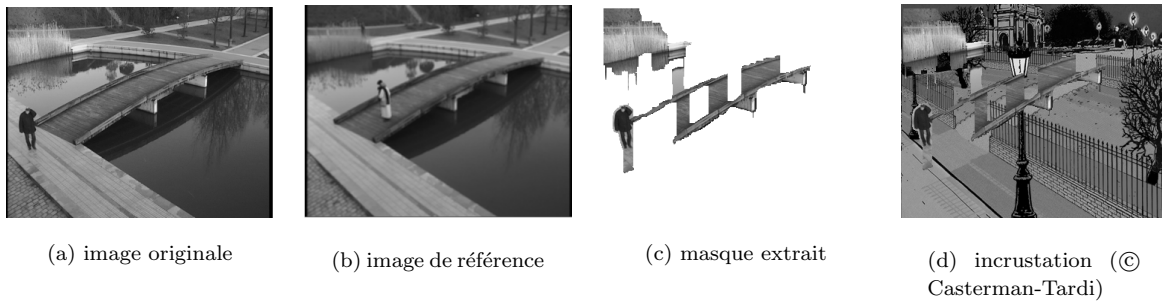 (a) image originale
(b) image de référence
(c) masque extrait
(d) incrustation (©
Casterman-Tardi)